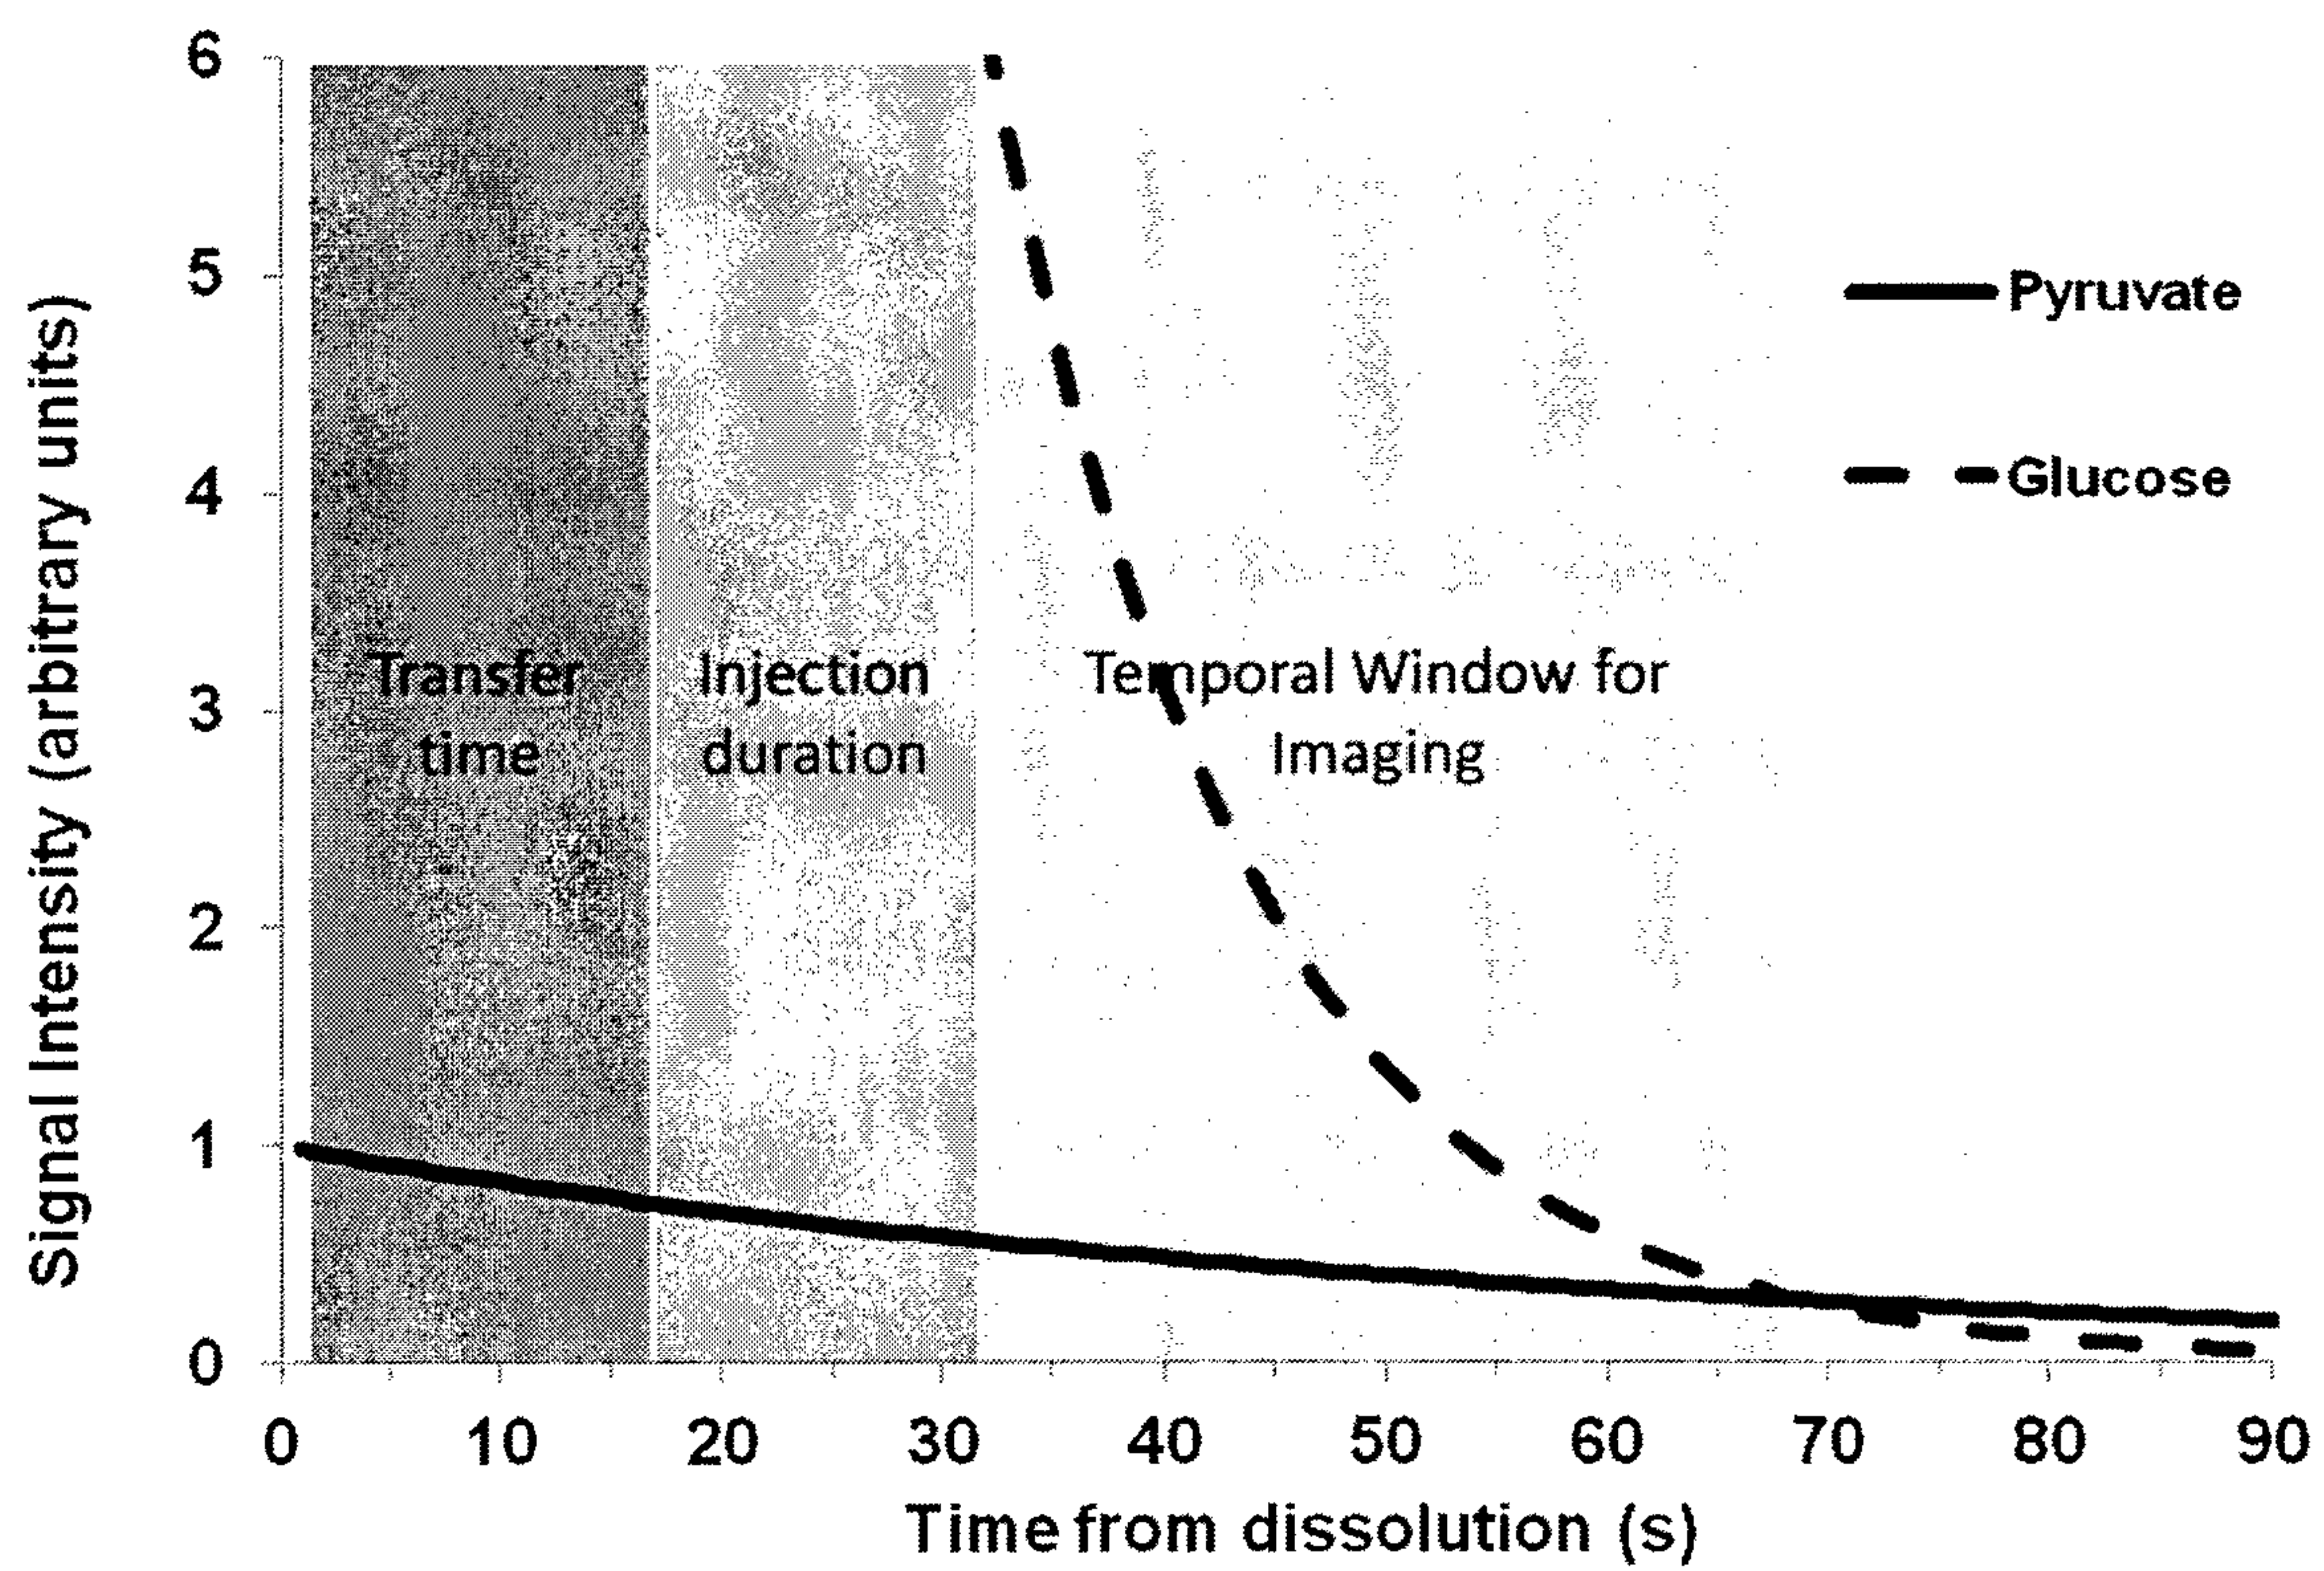 Signal Intensity (arbitrary units)
6
5
4
3
2
1
0
Transfer
time
Injection
duration
Temporal Window for
Imaging
Pyruvate
Glucose
0 10 20 30 40 50 60 70 80 90
Time from dissolution (s)